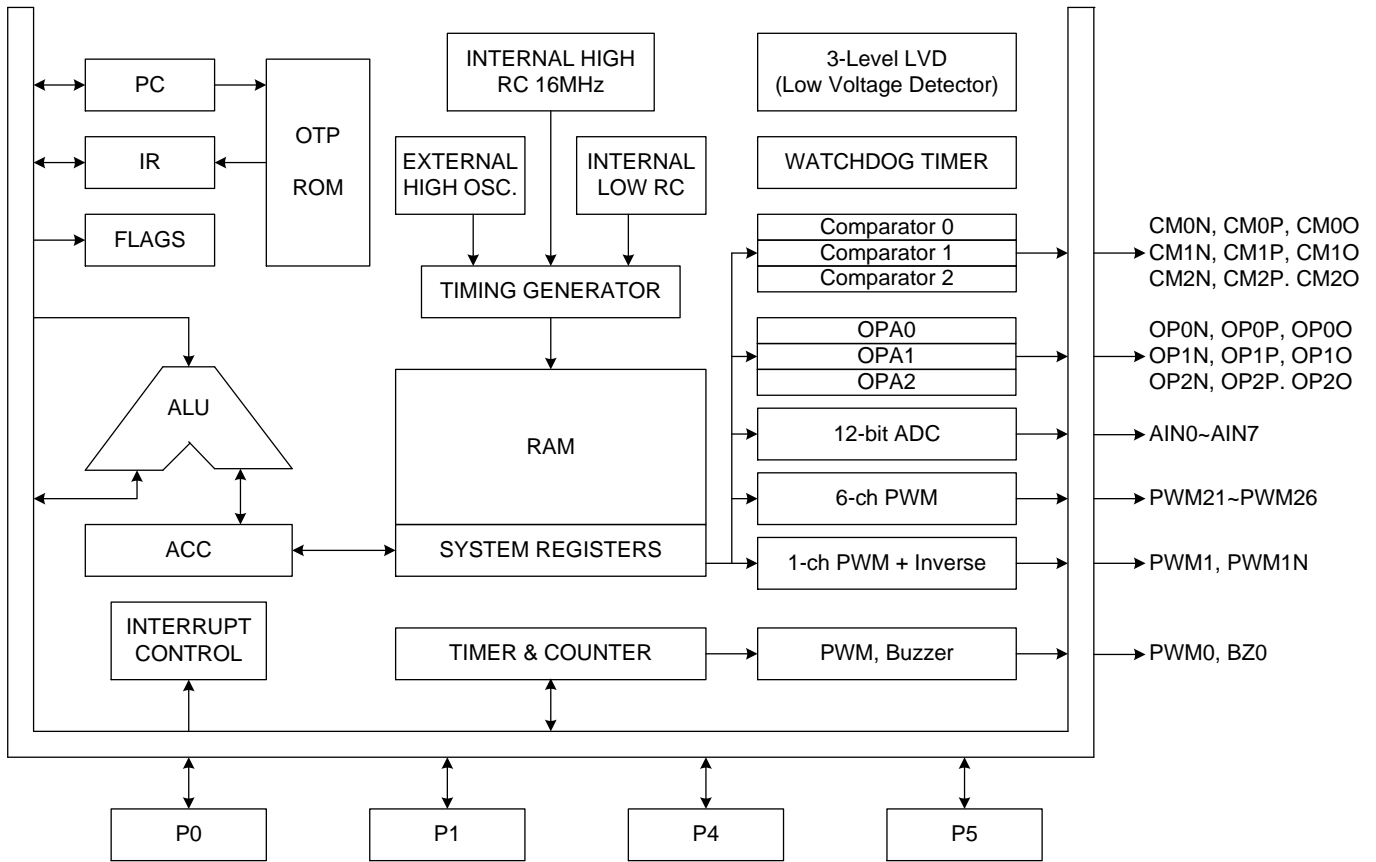 PC
IR
FLAGS
OTP
ROM
INTERNAL HIGH
RC 16MHz
EXTERNAL
HIGH OSC.
INTERNAL
LOW RC
TIMING GENERATOR
3-Level LVD
(Low Voltage Detector)
WATCHDOG TIMER
Comparator 0
Comparator 1
Comparator 2
CM0N, CM0P, CM0O
CM1N, CM1P, CM1O
CM2N, CM2P. CM2O
OPA0
OPA1
OPA2
OP0N, OP0P, OP0O
OP1N, OP1P, OP1O
OP2N, OP2P. OP2O
ALU
RAM
12-bit ADC
AIN0~AIN7
6-ch PWM
PWM21~PWM26
ACC
SYSTEM REGISTERS
1-ch PWM + Inverse
PWM1, PWM1N
INTERRUPT
CONTROL
TIMER & COUNTER
PWM, Buzzer
PWM0, BZ0
P0
P1
P4
P5